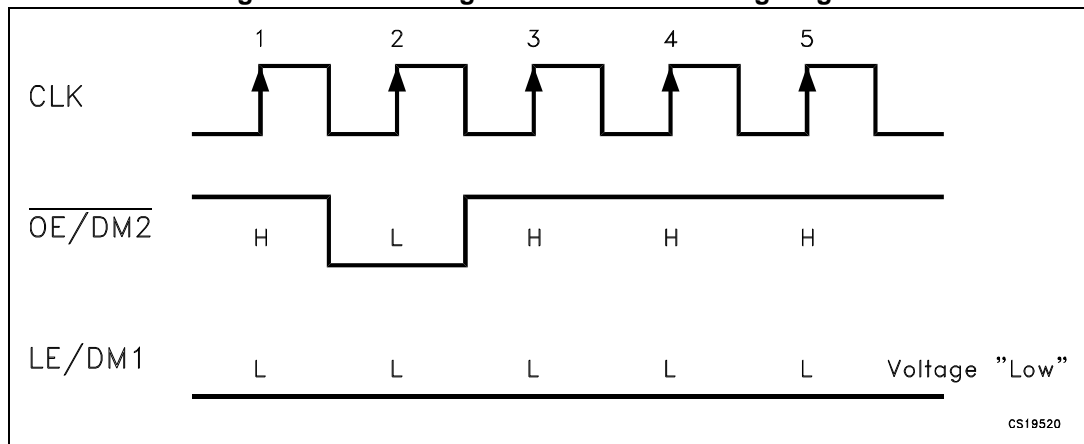 1 2 3 4 5
CLK
OE/DM2
H L H H H
LE/DM1
L L L L L Voltage "Low"
CS19520